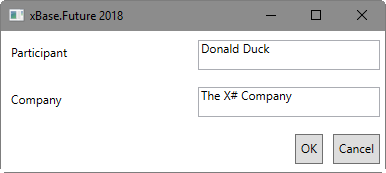 xBase.Future 2018
Participant
Donald Duck
Company
The X# Company
OK
Cancel